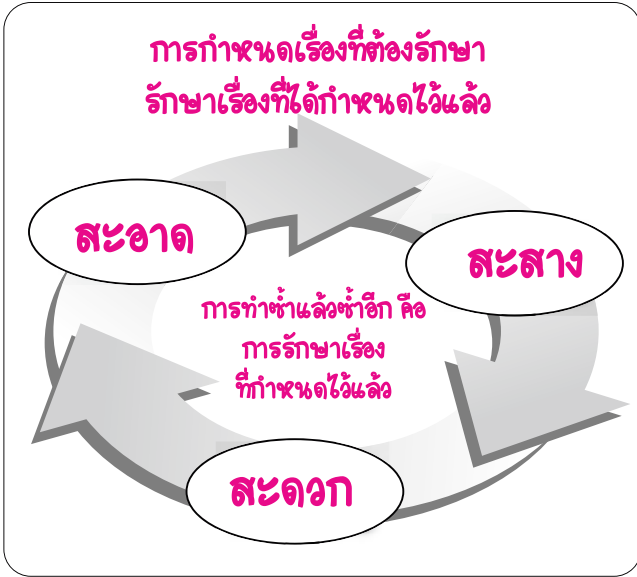 การกำหนดเรื่องที่ต้องรักษา
รักษาเรื่องที่ได้กำหนดไว้แล้ว
สะอาด
สะสาง
การทำซ้ำแล้วซ้ำอีก คือ
การรักษาเรื่อง
ที่กำหนดไว้แล้ว
สะดวก